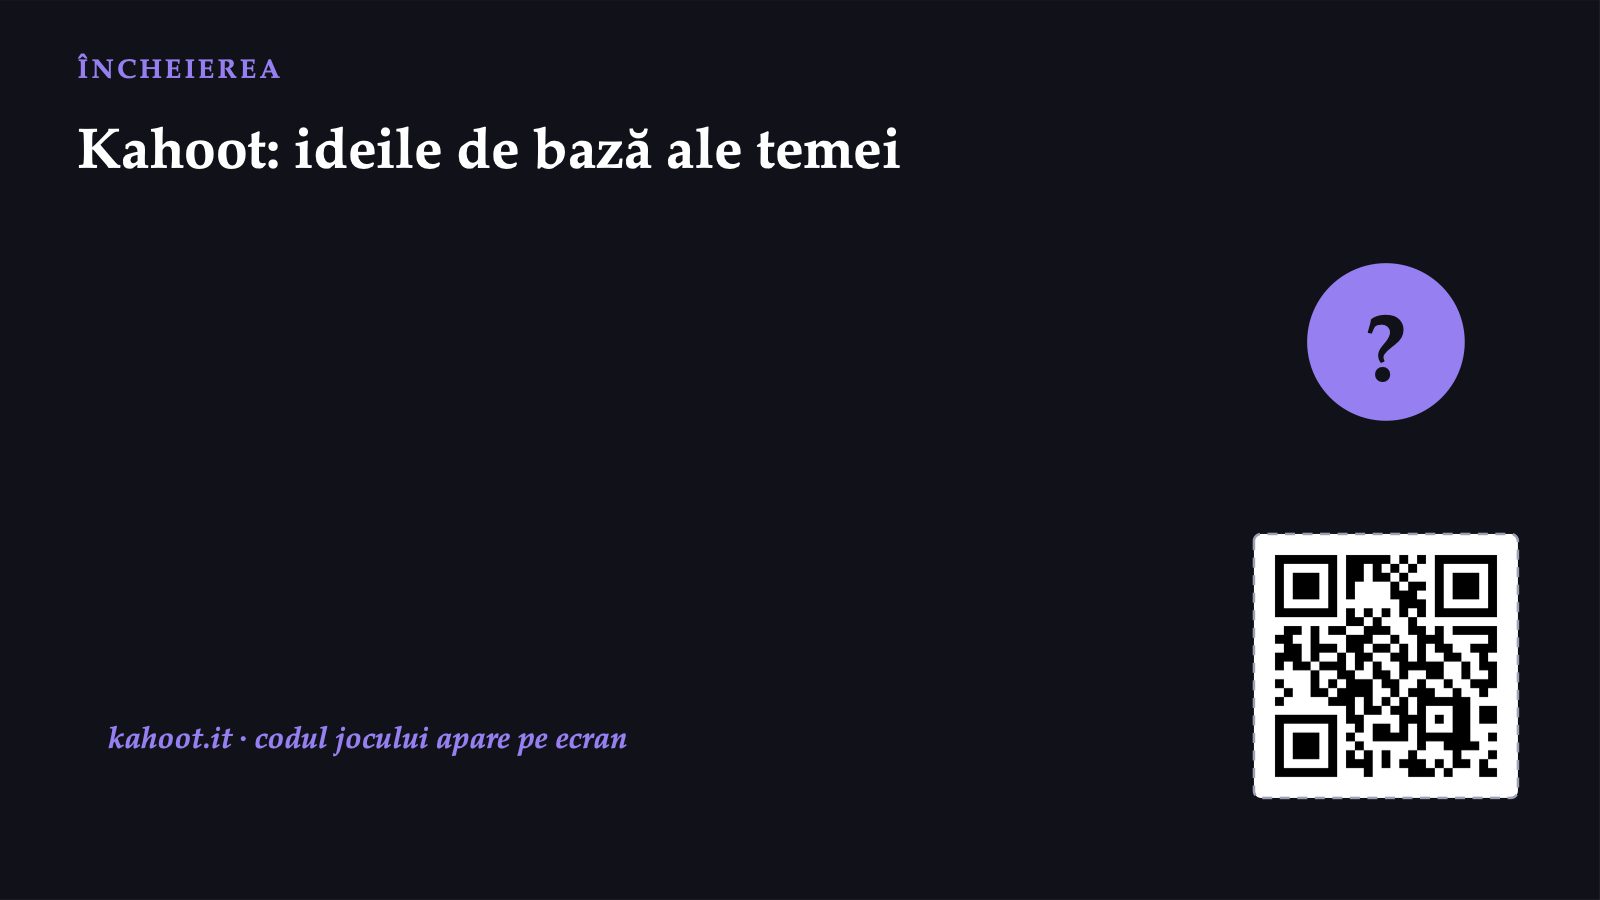 ÎNCHEIEREA
Kahoot: ideile de bază ale temei
?
kahoot.it · codul jocului apare pe ecran